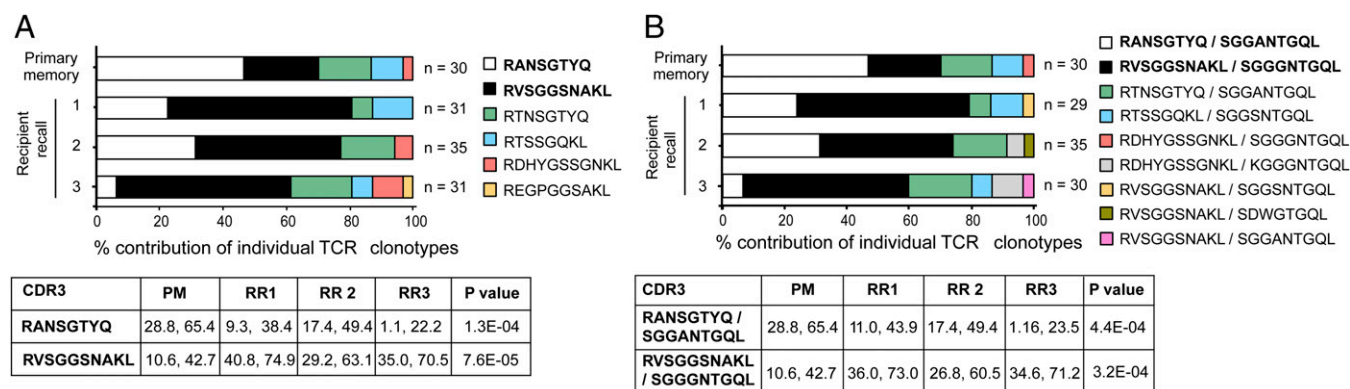 A
Primary
memory
n = 30
Recipient
recall
1
n = 31
2
n = 35
3
n = 31
0 20 40 60 80 100
% contribution of individual TCR clonotypes
RANSGTYQ
RVSGGSNAKL
RTNSGTYQ
RTSSGQKL
RDHYGSSGNKL
REGPGGSAKL
CDR3 PM RR1 RR 2 RR3 P value
RANSGTYQ 28.8, 65.4 9.3, 38.4 17.4, 49.4 1.1, 22.2 1.3E-04
RVSGGSNAKL 10.6, 42.7 40.8, 74.9 29.2, 63.1 35.0, 70.5 7.6E-05
B
Primary
memory
n = 30
Recipient
recall
1
n = 29
2
n = 35
3
n = 30
0 20 40 60 80 100
% contribution of individual TCR clonotypes
RANSGTYQ / SGGANTGQL
RVSGGSNAKL / SGGGNTGQL
RTNSGTYQ / SGGANTGQL
RTSSGQKL / SGGSNTGQL
RDHYGSSGNKL / SGGGNTGQL
RDHYGSSGNKL / KGGGNTGQL
RVSGGSNAKL / SGGSNTGQL
RVSGGSNAKL / SDWGTGQL
RVSGGSNAKL / SGGANTGQL
CDR3 PM RR1 RR 2 RR3 P value
RANSGTYQ /
SGGANTGQL
28.8, 65.4 11.0, 43.9 17.4, 49.4 1.16, 23.5 4.4E-04
RVSGGSNAKL
/ SGGGNTGQL
10.6, 42.7 36.0, 73.0 26.8, 60.5 34.6, 71.2 3.2E-04